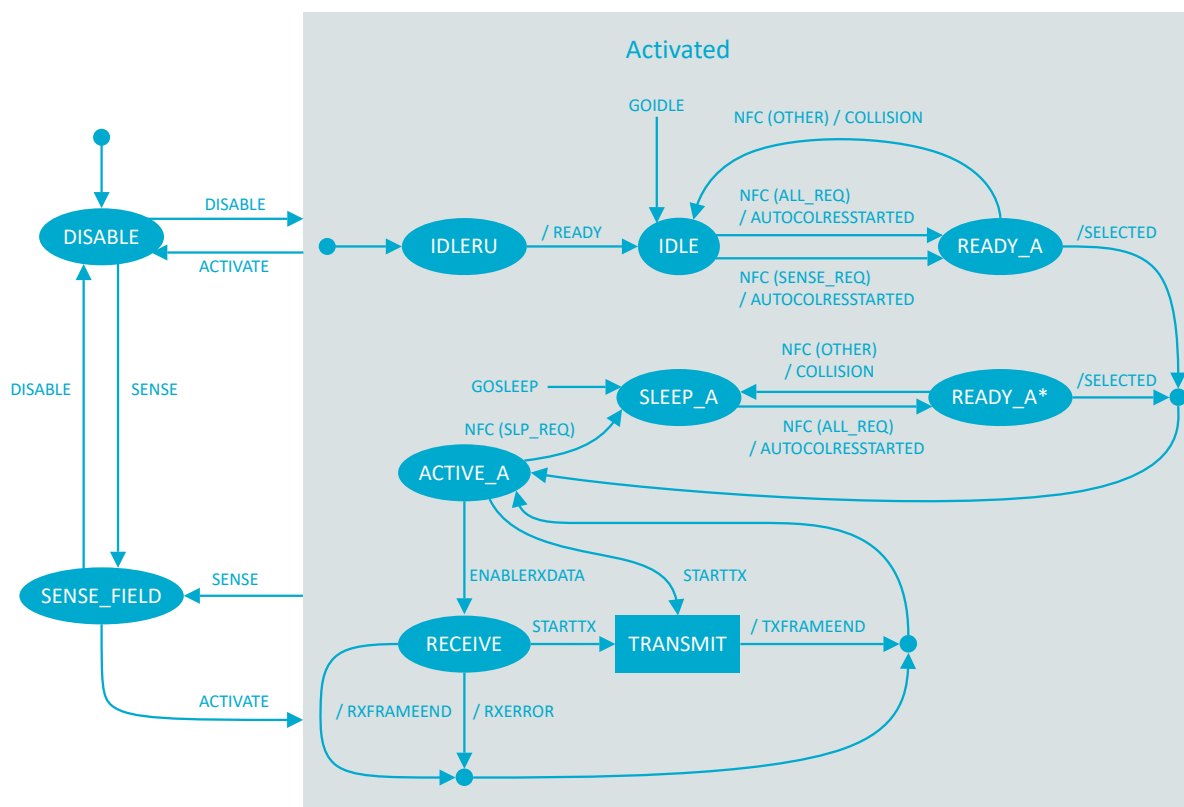 Activated
GOIDLE
NFC (OTHER) / COLLISION
DISABLE
DISABLE
ACTIVATE
IDLERU
/ READY
IDLE
NFC (ALL_REQ)
/ AUTOCOLRESSTARTED
NFC (SENSE_REQ)
/ AUTOCOLRESSTARTED
READY_A
/SELECTED
DISABLE
SENSE
GOSLEEP
SLEEP_A
NFC (OTHER)
/ COLLISION
READY_A*
/SELECTED
NFC (ALL_REQ)
/ AUTOCOLRESSTARTED
NFC (SLP_REQ)
ACTIVE_A
SENSE_FIELD
SENSE
ENABLERXDATA
STARTTX
RECEIVE
STARTTX
TRANSMIT
/ TXFRAMEEND
ACTIVATE
/ RXFRAMEEND
/ RXERROR